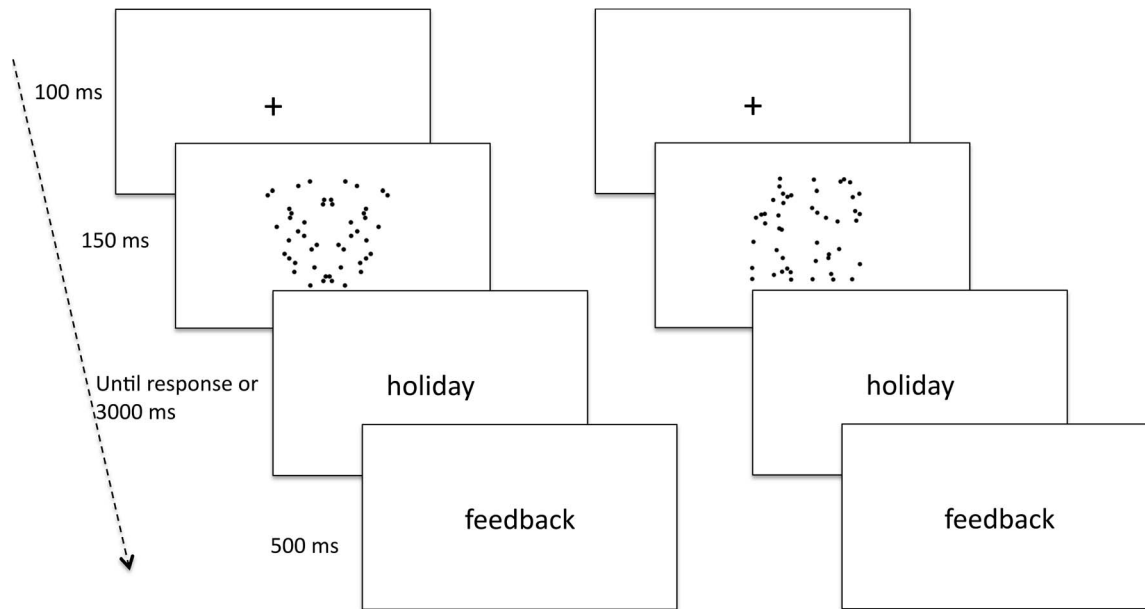 100 ms
+
+
150 ms
Until response or
3000 ms
holiday
holiday
500 ms
feedback
feedback